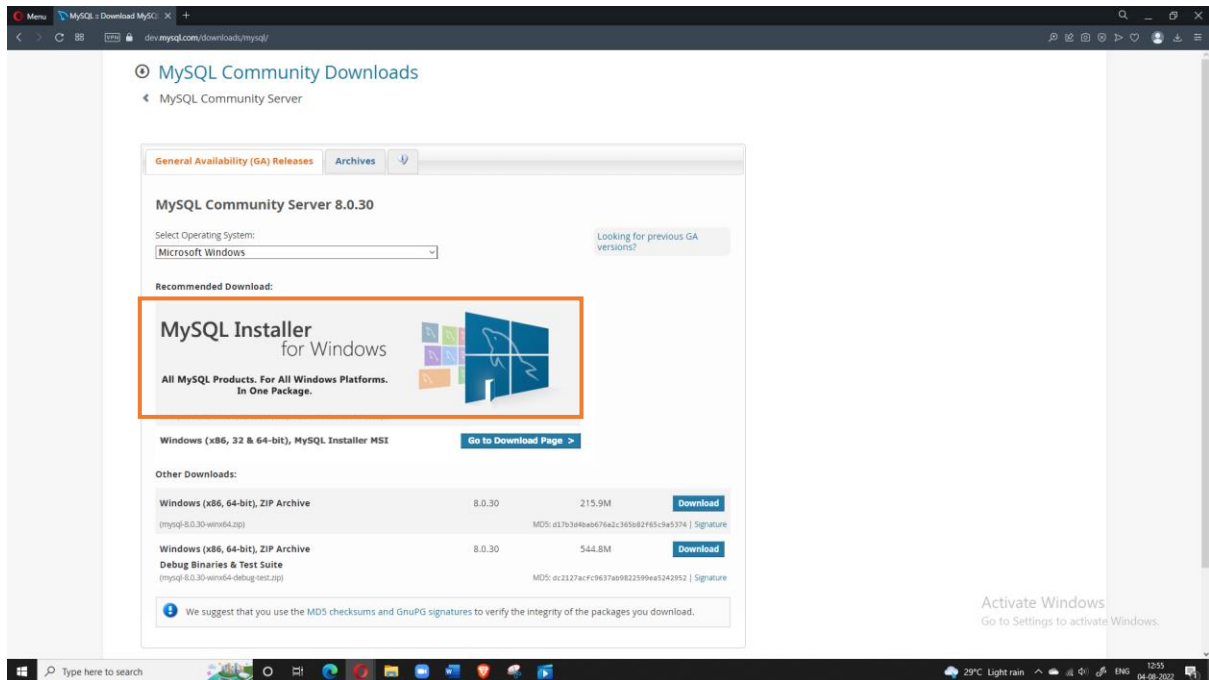 Menu
MySQL :: Download MySQL
VPN
dev.mysql.com/downloads/mysql/
MySQL Community Downloads
MySQL Community Server
General Availability (GA) Releases
Archives
MySQL Community Server 8.0.30
Select Operating System:
Looking for previous GA
versions?
Microsoft Windows
Recommended Download:
MySQL Installer
for Windows
All MySQL Products. For All Windows Platforms.
In One Package.
Windows (x86, 32 & 64-bit), MySQL Installer MSI
Go to Download Page >
Other Downloads:
Windows (x86, 64-bit), ZIP Archive 8.0.30 215.9M Download
(mysql-8.0.30-winx64.zip) MD5: | Signature
Windows (x86, 64-bit), ZIP Archive 8.0.30 544.8M Download
Debug Binaries & Test Suite
(mysql-8.0.30-winx64-debug-test.zip) MD5: | Signature
We suggest that you use the MD5 checksums and GnuPG signatures to verify the integrity of the packages you download.
Activate Windows
Go to Settings to activate Windows.
Type here to search
29°C Light rain
ENG
12:55
04-08-2022